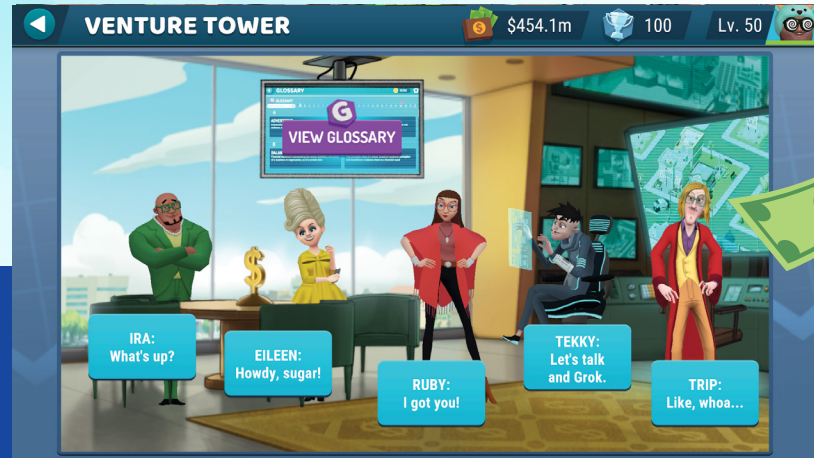 VENTURE TOWER
$454.1m
100
Lv. 50
GLOSSARY
G
VIEW GLOSSARY
IRA:
What's up?
EILEEN:
Howdy, sugar!
RUBY:
I got you!
TEKKY:
Let's talk
and Grok.
TRIP:
Like, whoa...